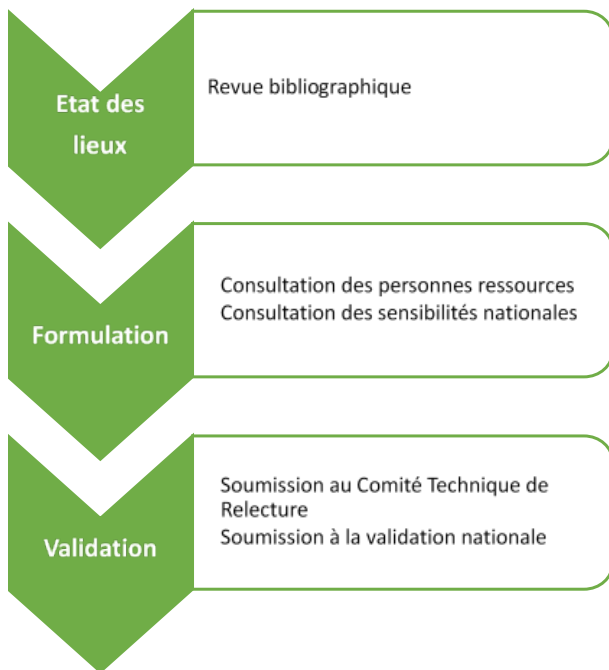 Etat des
lieux
Revue bibliographique
Formulation
Consultation des personnes ressources
Consultation des sensibilités nationales
Validation
Soumission au Comité Technique de
Relecture
Soumission à la validation nationale